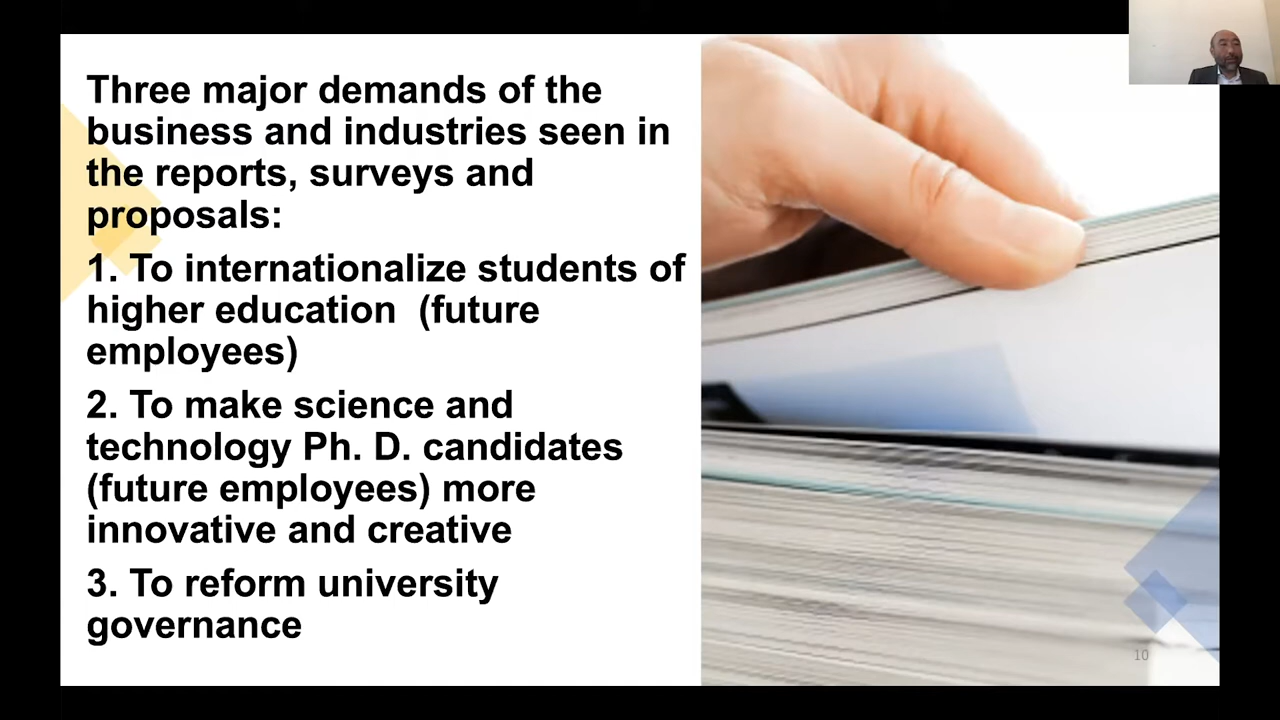 Three major demands of the
business and industries seen in
the reports, surveys and
proposals:
1. To internationalize students of
higher education  (future
employees)
2. To make science and
technology Ph. D. candidates
(future employees) more
innovative and creative
3. To reform university
governance
10